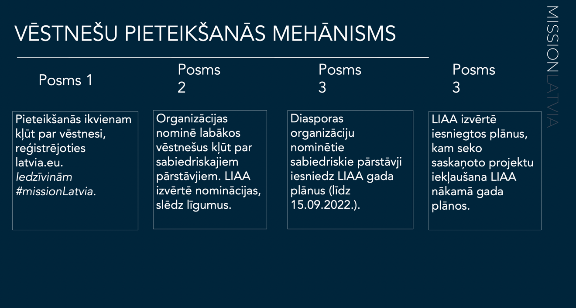 VĒSTNEŠU PIETEIKŠANĀS MEHĀNISMS
MISSIONLATVIA
Posms 1
Pieteikšanās ikvienam
kļūt par vēstnesi,
reģistrējoties
latvia.eu.
Iedzīvinām
#missionLatvia.
Posms
2
Organizācijas
nominē labākos
vēstnešus kļūt par
sabiedriskajiem
pārstāvjiem. LIAA
izvērtē nominācijas,
slēdz līgumus.
Posms
3
Diasporas
organizāciju
nominētie
sabiedriskie pārstāvji
iesniedz LIAA gada
plānus (līdz
15.09.2022.).
Posms
3
LIAA izvērtē
iesniegtos plānus,
kam seko
saskaņoto projektu
iekļaušana LIAA
nākamā gada
plānos.